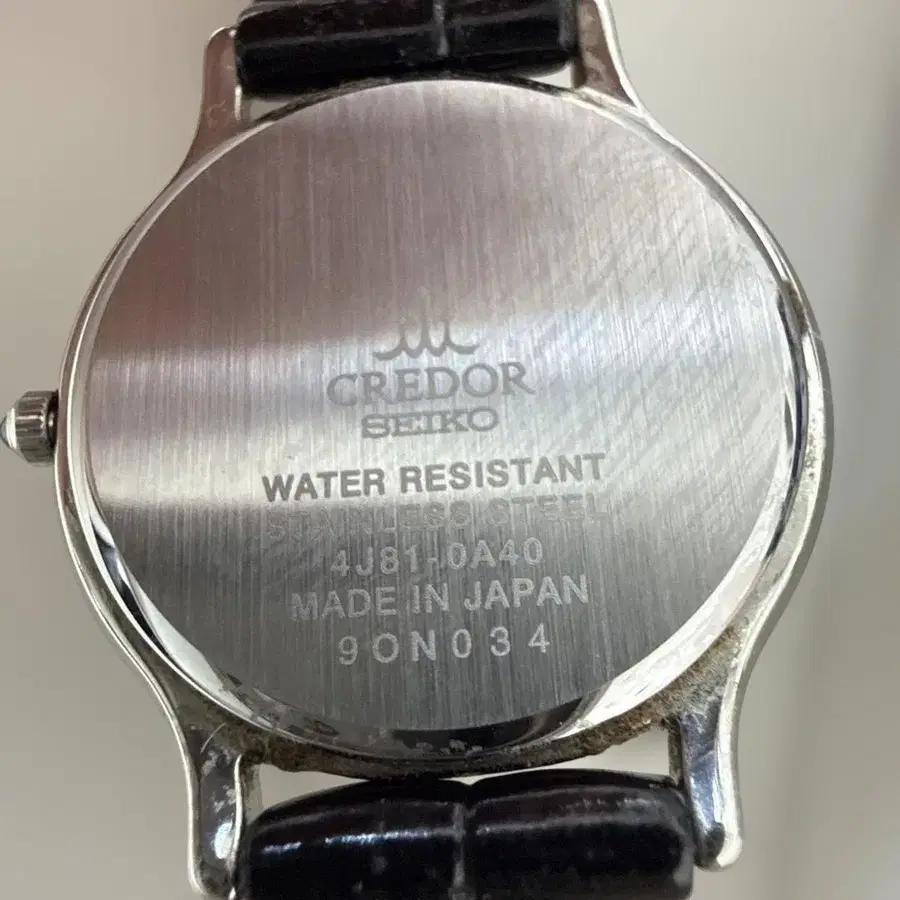 CREDOR
SEIKO
WATER RESISTANT
STAINLESS STEEL
4J81-0A40
MADE IN JAPAN
9ON034